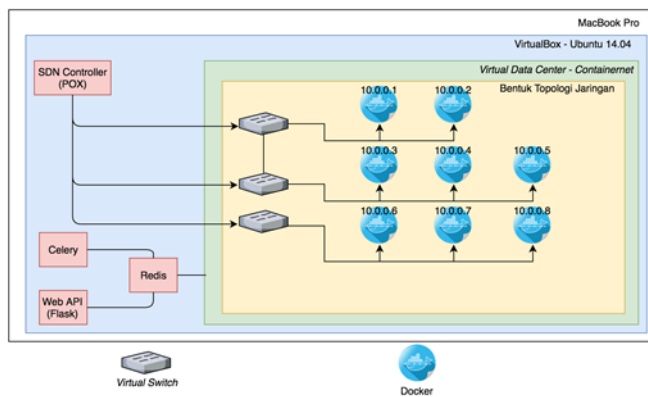 MacBook Pro
VirtualBox - Ubuntu 14.04
SDN Controller
(POX)
Virtual Data Center - Containernet
Bentuk Topologi Jaringan
10.0.0.1
10.0.0.2
10.0.0.3
10.0.0.4
10.0.0.5
10.0.0.6
10.0.0.7
10.0.0.8
Celery
Redis
Web API
(Flask)
Virtual Switch
Docker